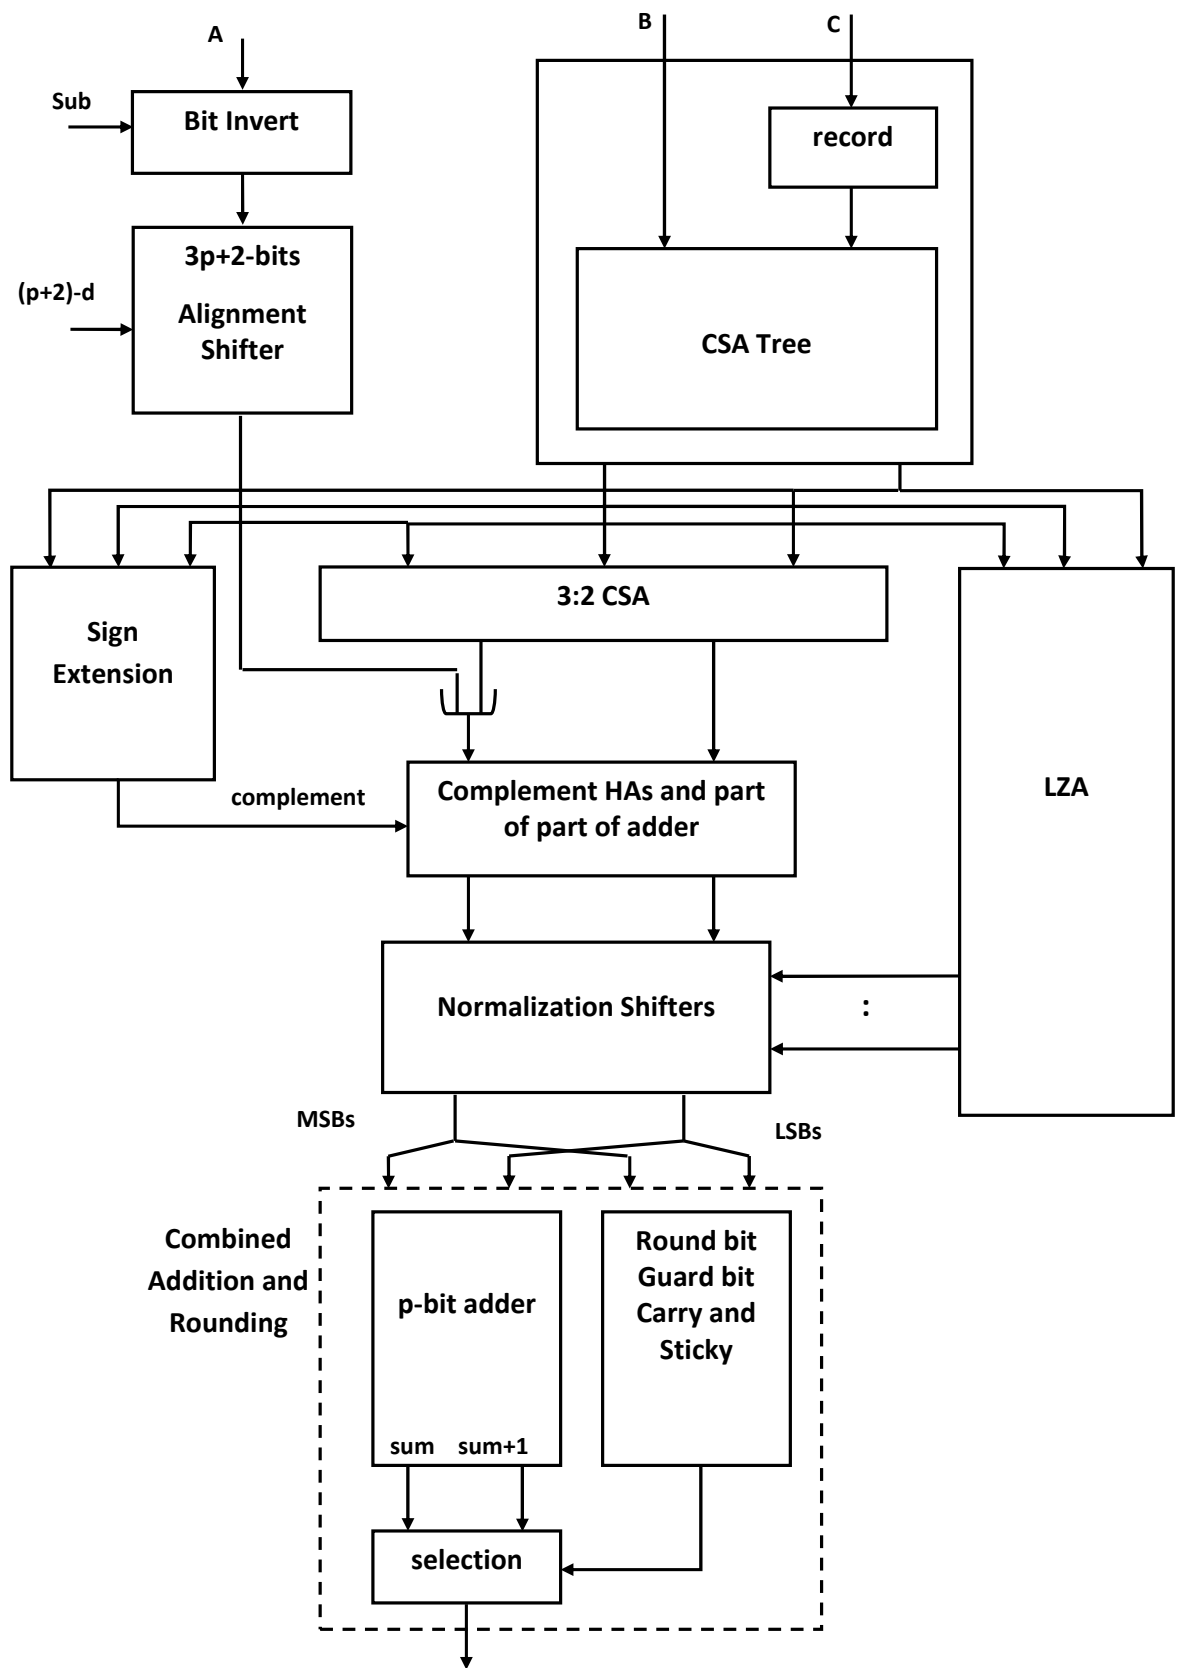 A
B
C
Sub
Bit Invert
record
3p+2-bits
Alignment
Shifter
(p+2)-d
CSA Tree
3:2 CSA
Sign
Extension
complement
Complement HAs and part
of part of adder
LZA
Normalization Shifters
:
MSBs
LSBs
Combined
Addition and
Rounding
p-bit adder
sum sum+1
Round bit
Guard bit
Carry and
Sticky
selection